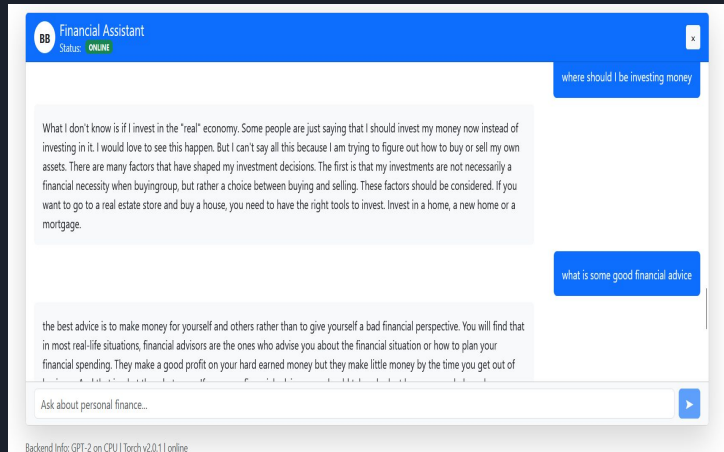 BB
Financial Assistant
Status: ONLINE
x
where should I be investing money
What I don't know is if I invest in the "real" economy. Some people are just saying that I should invest my money now instead of
investing in it. I would love to see this happen. But I can't say all this because I am trying to figure out how to buy or sell my own
assets. There are many factors that have shaped my investment decisions. The first is that my investments are not necessarily a
financial necessity when buyingroup, but rather a choice between buying and selling. These factors should be considered. If you
want to go to a real estate store and buy a house, you need to have the right tools to invest. Invest in a home, a new home or a
mortgage.
what is some good financial advice
the best advice is to make money for yourself and others rather than to give yourself a bad financial perspective. You will find that
in most real-life situations, financial advisors are the ones who advise you about the financial situation or how to plan your
financial spending. They make a good profit on your hard earned money but they make little money by the time you get out of
Ask about personal finance...
Backend Info: GPT-2 on CPU | Torch v2.0.1 | online